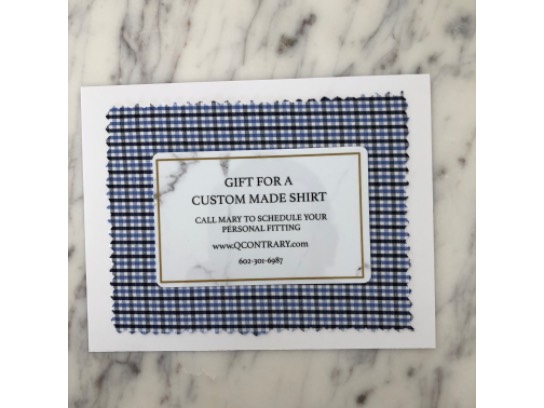 GIFT FOR A
CUSTOM MADE SHIRT
CALL MARY TO SCHEDULE YOUR
PERSONAL FITTING
www.QCONTRARY.com
602-301-6987